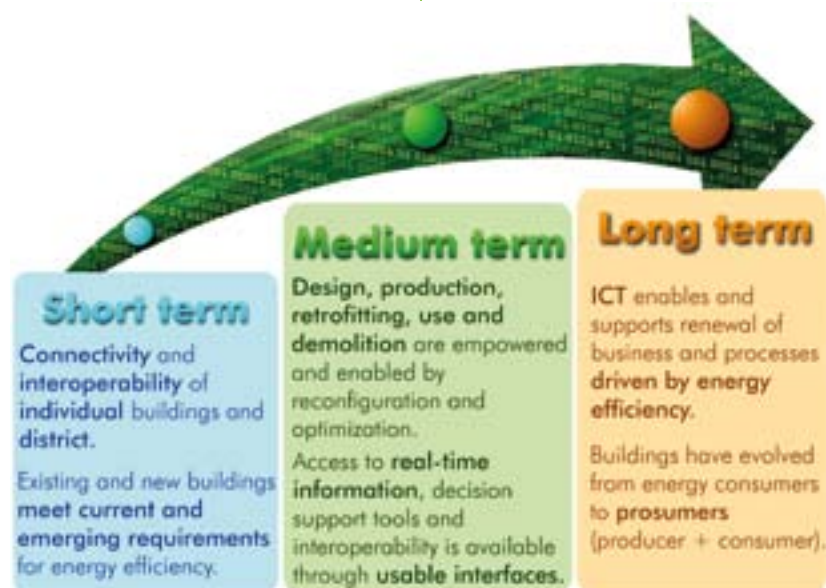 Short term
Connectivity and
interoperability of
individual buildings and
district.
Existing and new buildings
meet current and
emerging requirements
for energy efficiency.
Medium term
Design, production,
retrofitting, use and
demolition are empowered
and enabled by
reconfiguration and
optimization.
Access to real-time
information, decision
support tools and
interoperability is available
through usable interfaces.
Long term
ICT enables and
supports renewal of
business and processes
driven by energy
efficiency.
Buildings have evolved
from energy consumers
to prosumers
(producer + consumer).